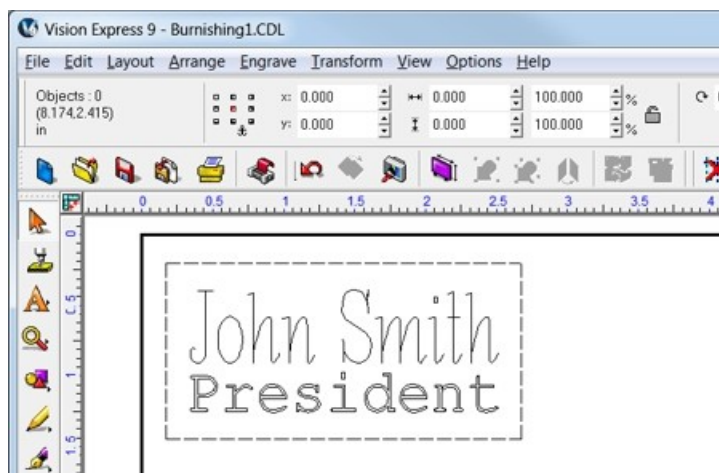 Vision Express 9 - Burnishing1.CDL
File Edit Layout Arrange Engrave Transform View Options Help
Objects : 0
(8.174,2.415)
in
x: 0.000 0.000 100.000 %
y: 0.000 0.000 100.000 %
0 0.5 1 1.5 2 2.5 3 3.5 4
0
0.5
1
1.5
John Smith
President